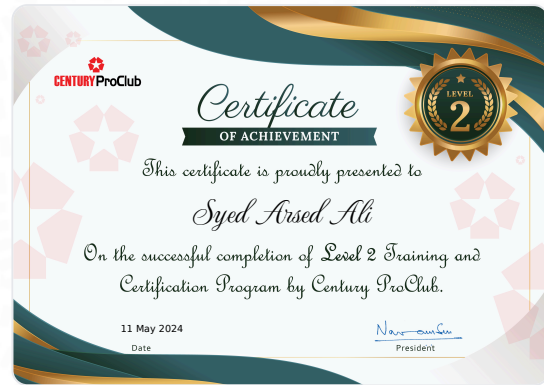 CENTURY ProClub
Certificate
OF ACHIEVEMENT
LEVEL
2
This certificate is proudly presented to
Syed Arsed Ali
On the successful completion of Level 2 Training and
Certification Program by Century ProClub.
11 May 2024
Date
President